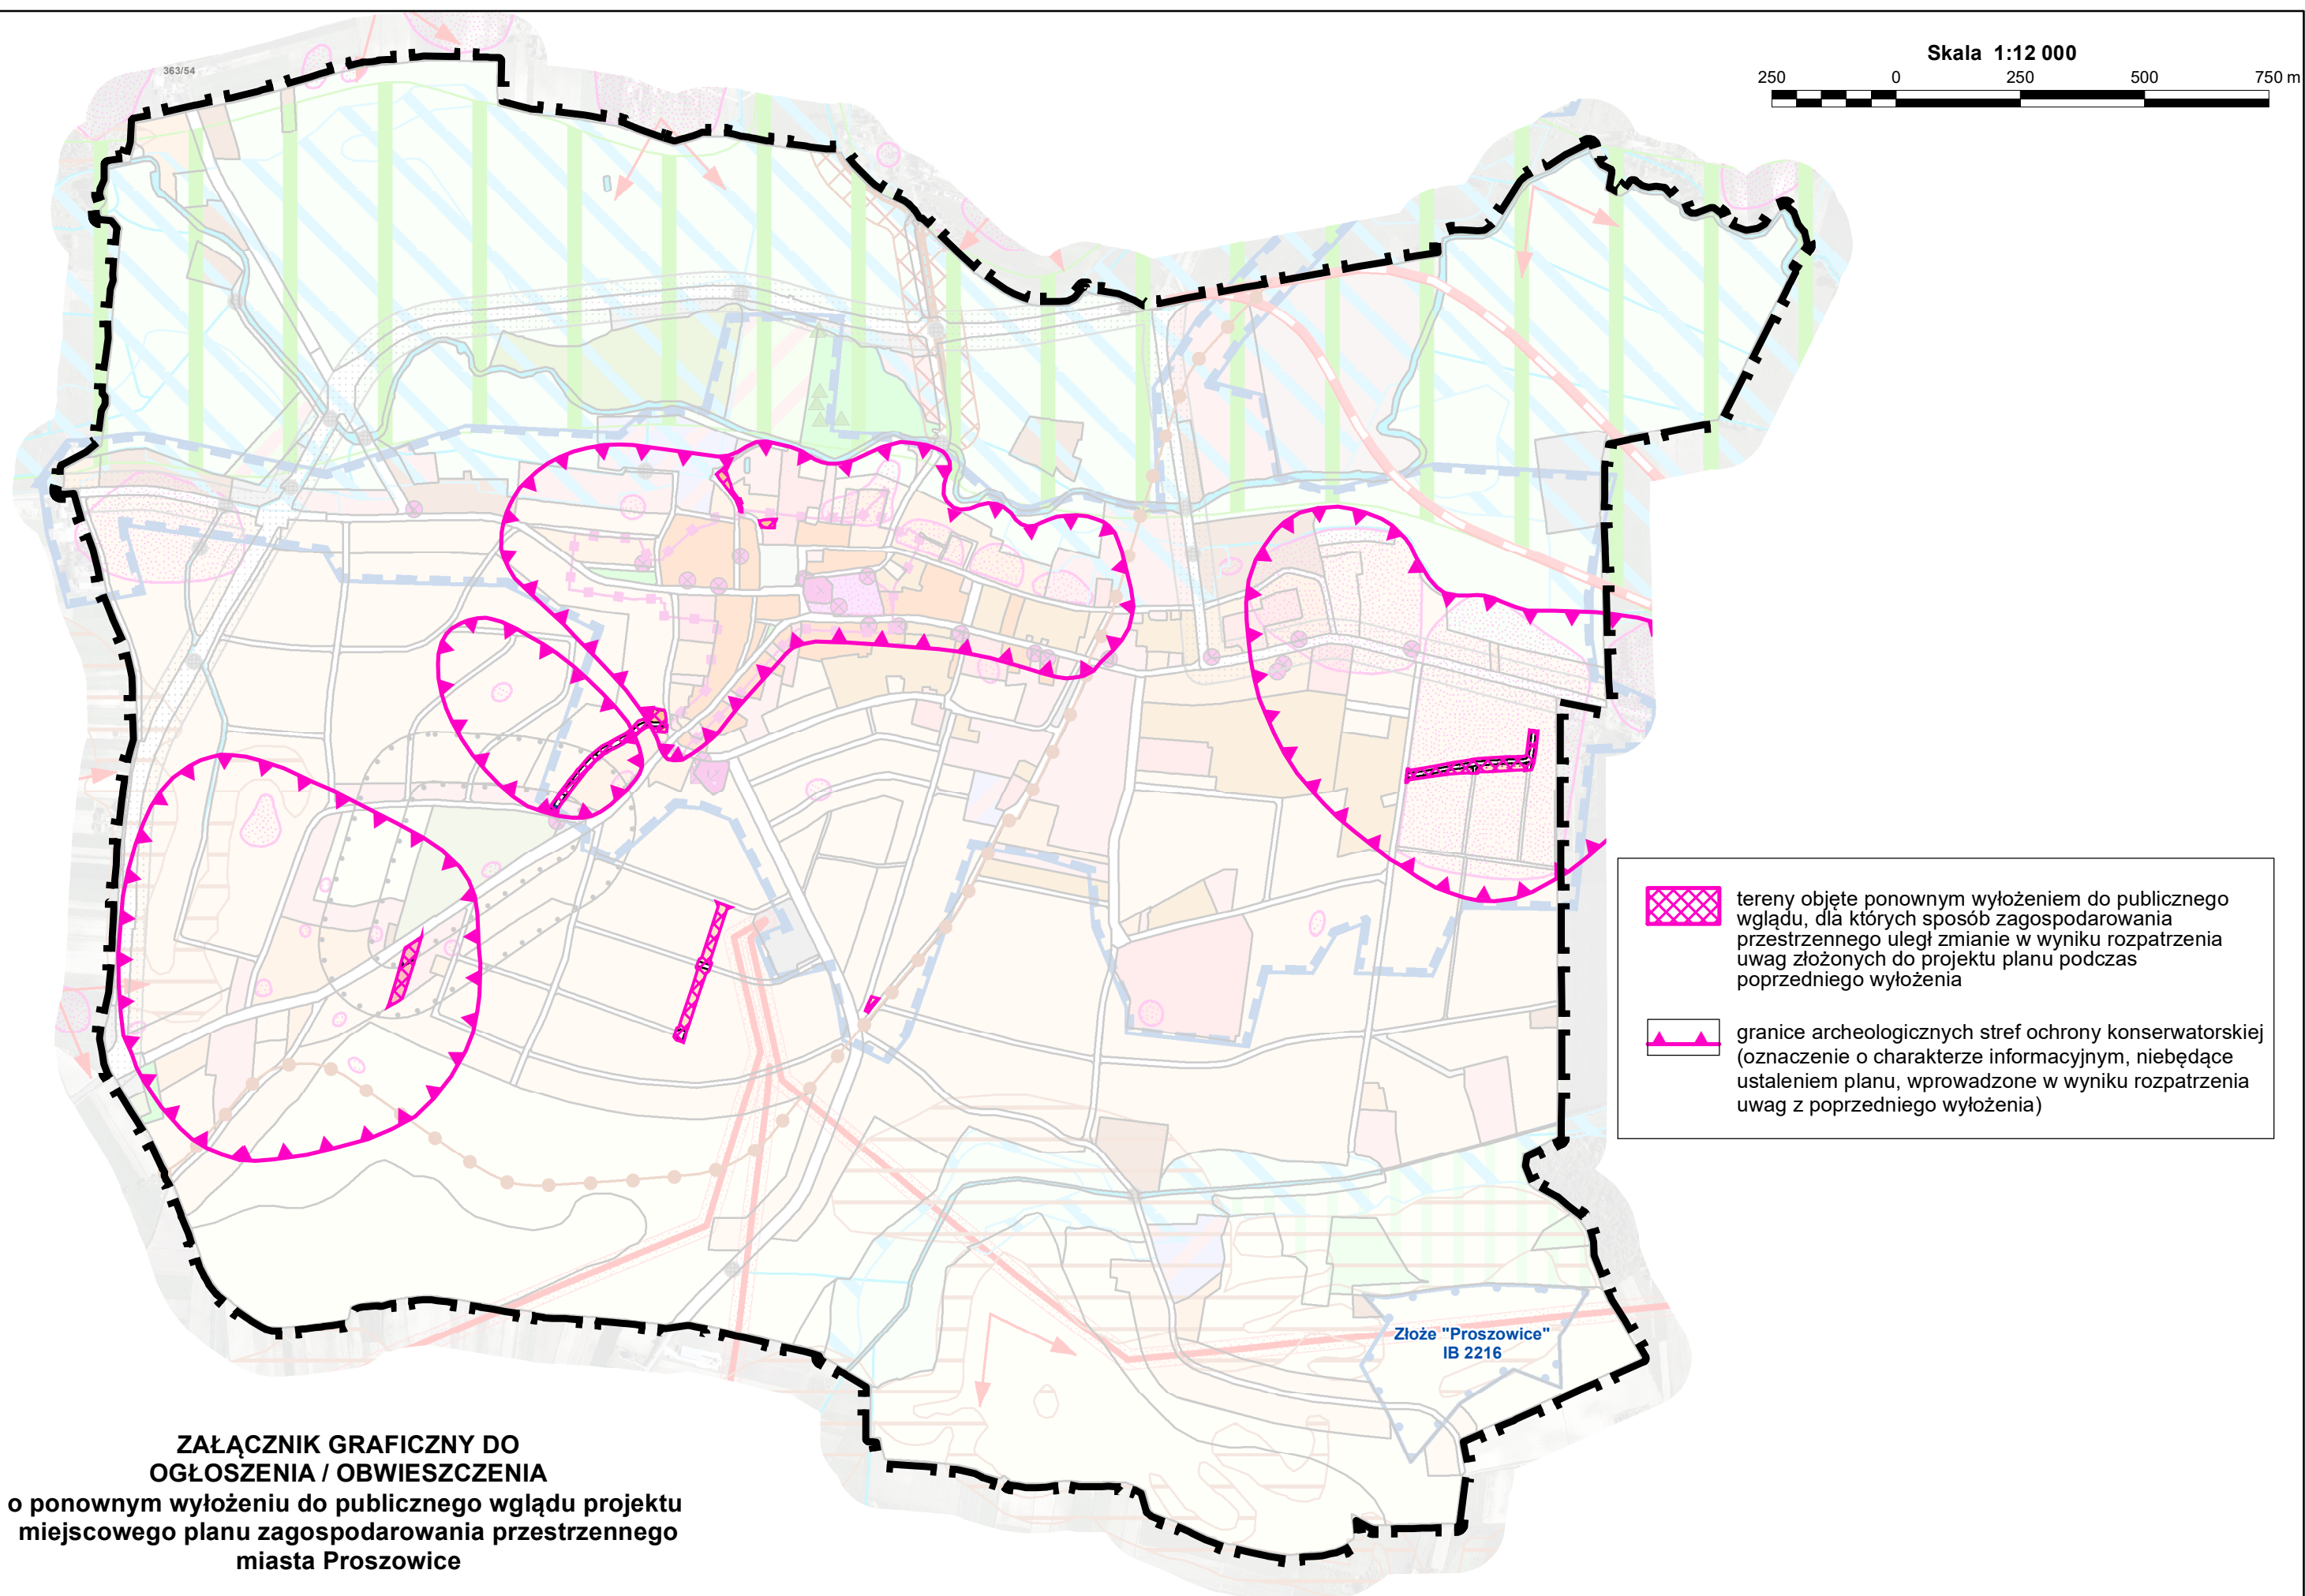 363/54
Skala 1:12 000
250 0 250 500 750 m
tereny objęte ponownym wyłożeniem do publicznego
wglądu, dla których sposób zagospodarowania
przestrzennego uległ zmianie w wyniku rozpatrzenia
uwag złożonych do projektu planu podczas
poprzedniego wyłożenia
granice archeologicznych stref ochrony konserwatorskiej
(oznaczenie o charakterze informacyjnym, niebędące
ustaleniem planu, wprowadzone w wyniku rozpatrzenia
uwag z poprzedniego wyłożenia)
Złoże "Proszowice"
IB 2216
ZAŁĄCZNIK GRAFICZNY DO
OGŁOSZENIA / OBWIESZCZENIA
o ponownym wyłożeniu do publicznego wglądu projektu
miejscowego planu zagospodarowania przestrzennego
miasta Proszowice